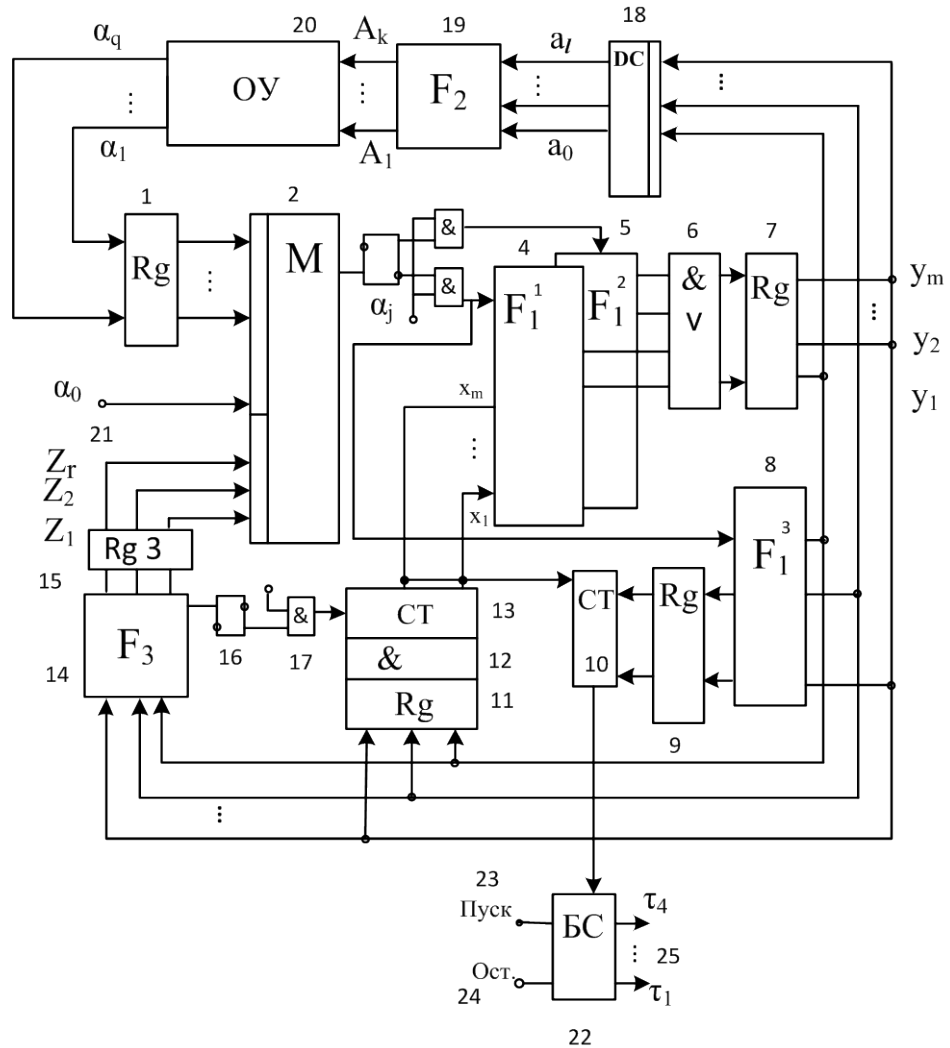 18
20
19
α_q
A_k
a_l
DC
ОУ
F_2
α_1
A_1
a_0
1
2
4
5
6
7
Rg
M
&
&
α_j
F_1^1
F_1^2
&
v
Rg
y_m
y_2
y_1
α_0
21
x_m
x_1
Z_r
Z_2
Z_1
Rg 3
15
8
F_1^3
F_3
14
16
&
17
CT
13
&
12
Rg
11
CT
10
Rg
9
23
Пуск
БС
τ_4
25
Ост.
24
τ_1
22